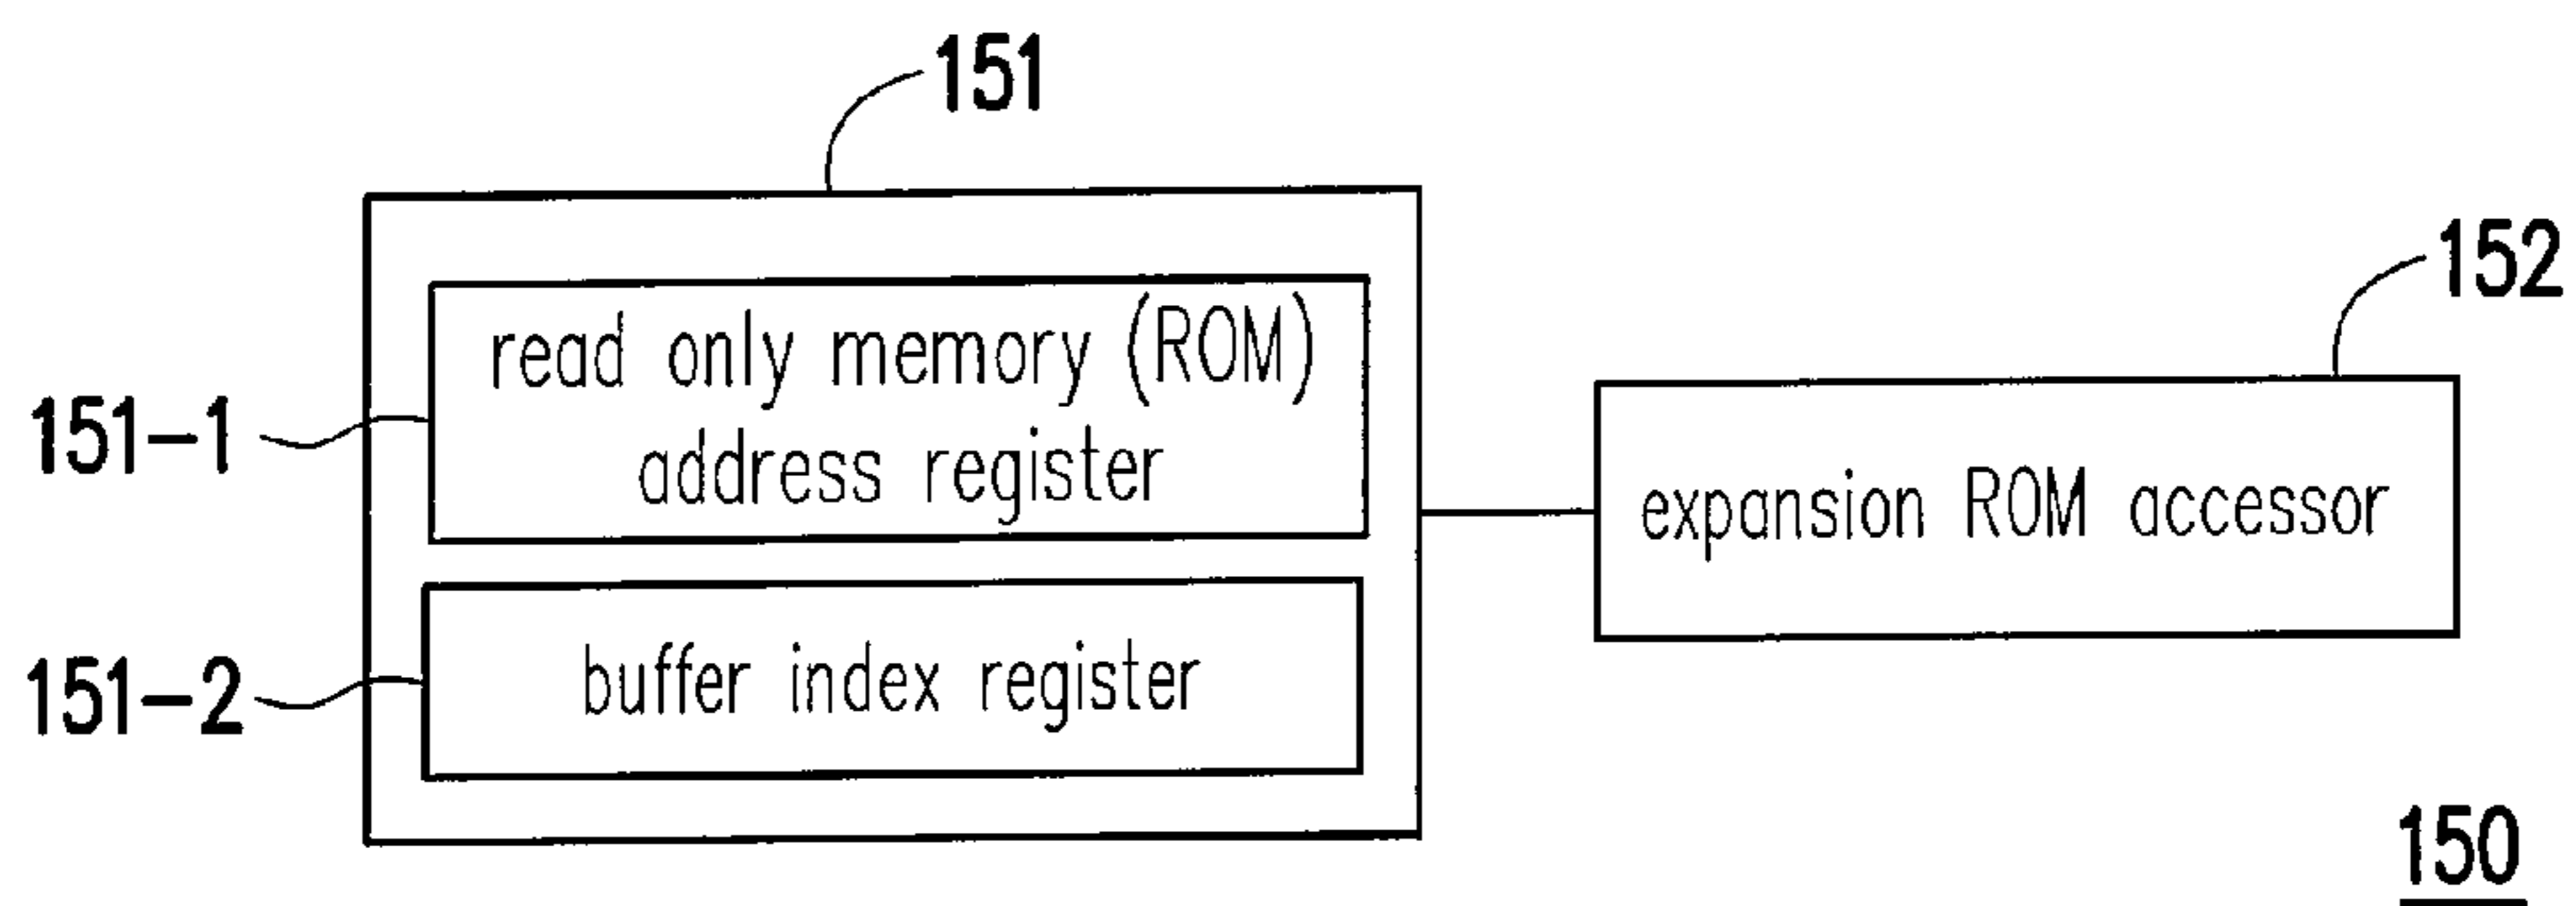 151
152
151-1
read only memory (ROM)
address register
expansion ROM accessor
151-2
buffer index register
150